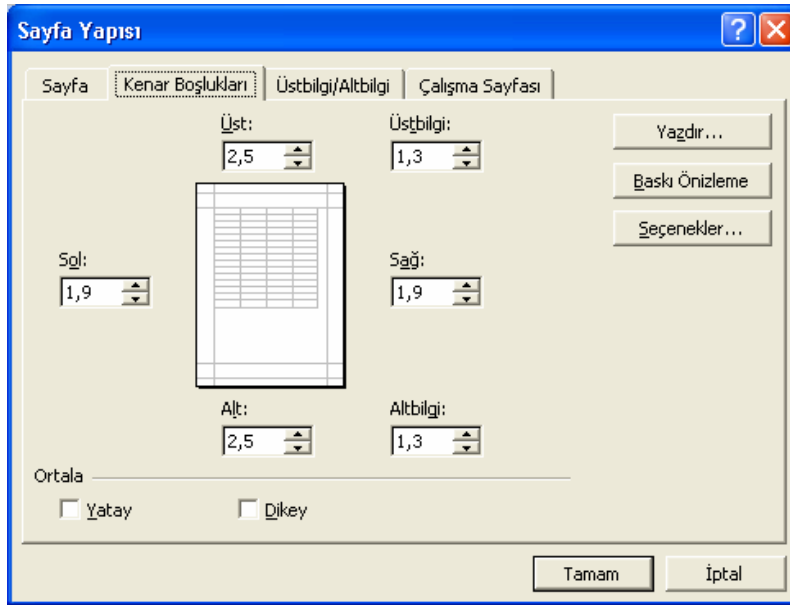 Sayfa Yapısı
Sayfa
Kenar Boşlukları
Üstbilgi/Altbilgi
Çalışma Sayfası
Üst:
Üstbilgi:
2,5
1,3
Yazdır...
Baskı Önizleme
Seçenekler...
Sol:
Sağ:
1,9
1,9
Alt:
Altbilgi:
2,5
1,3
Ortala
Yatay
Dikey
Tamam
İptal